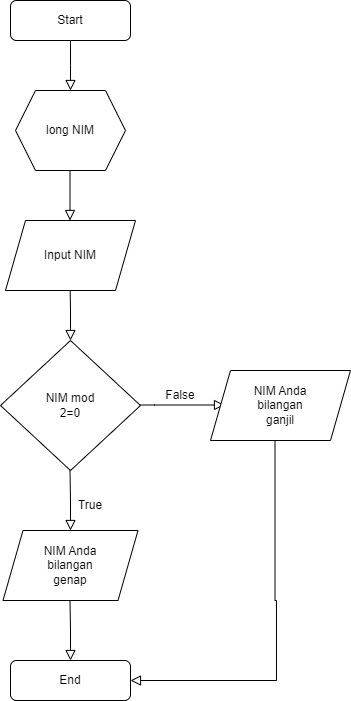 Start
long NIM
Input NIM
NIM mod
2=0
False
NIM Anda
bilangan
ganjil
True
NIM Anda
bilangan
genap
End